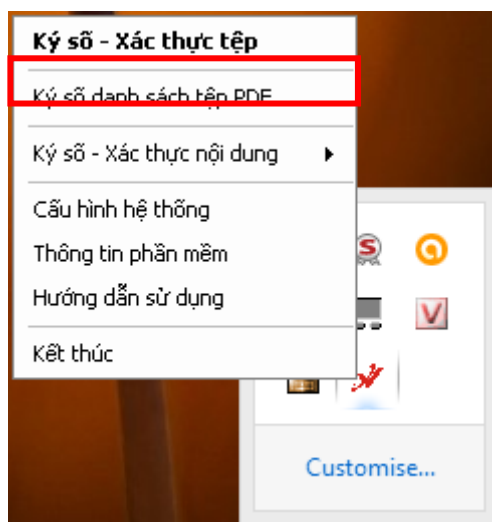 Ký số - Xác thực tệp
Ký số danh sách tệp PDF
Ký số - Xác thực nội dung
Cấu hình hệ thống
Thông tin phần mềm
Hướng dẫn sử dụng
Kết thúc
S
V
Customise...